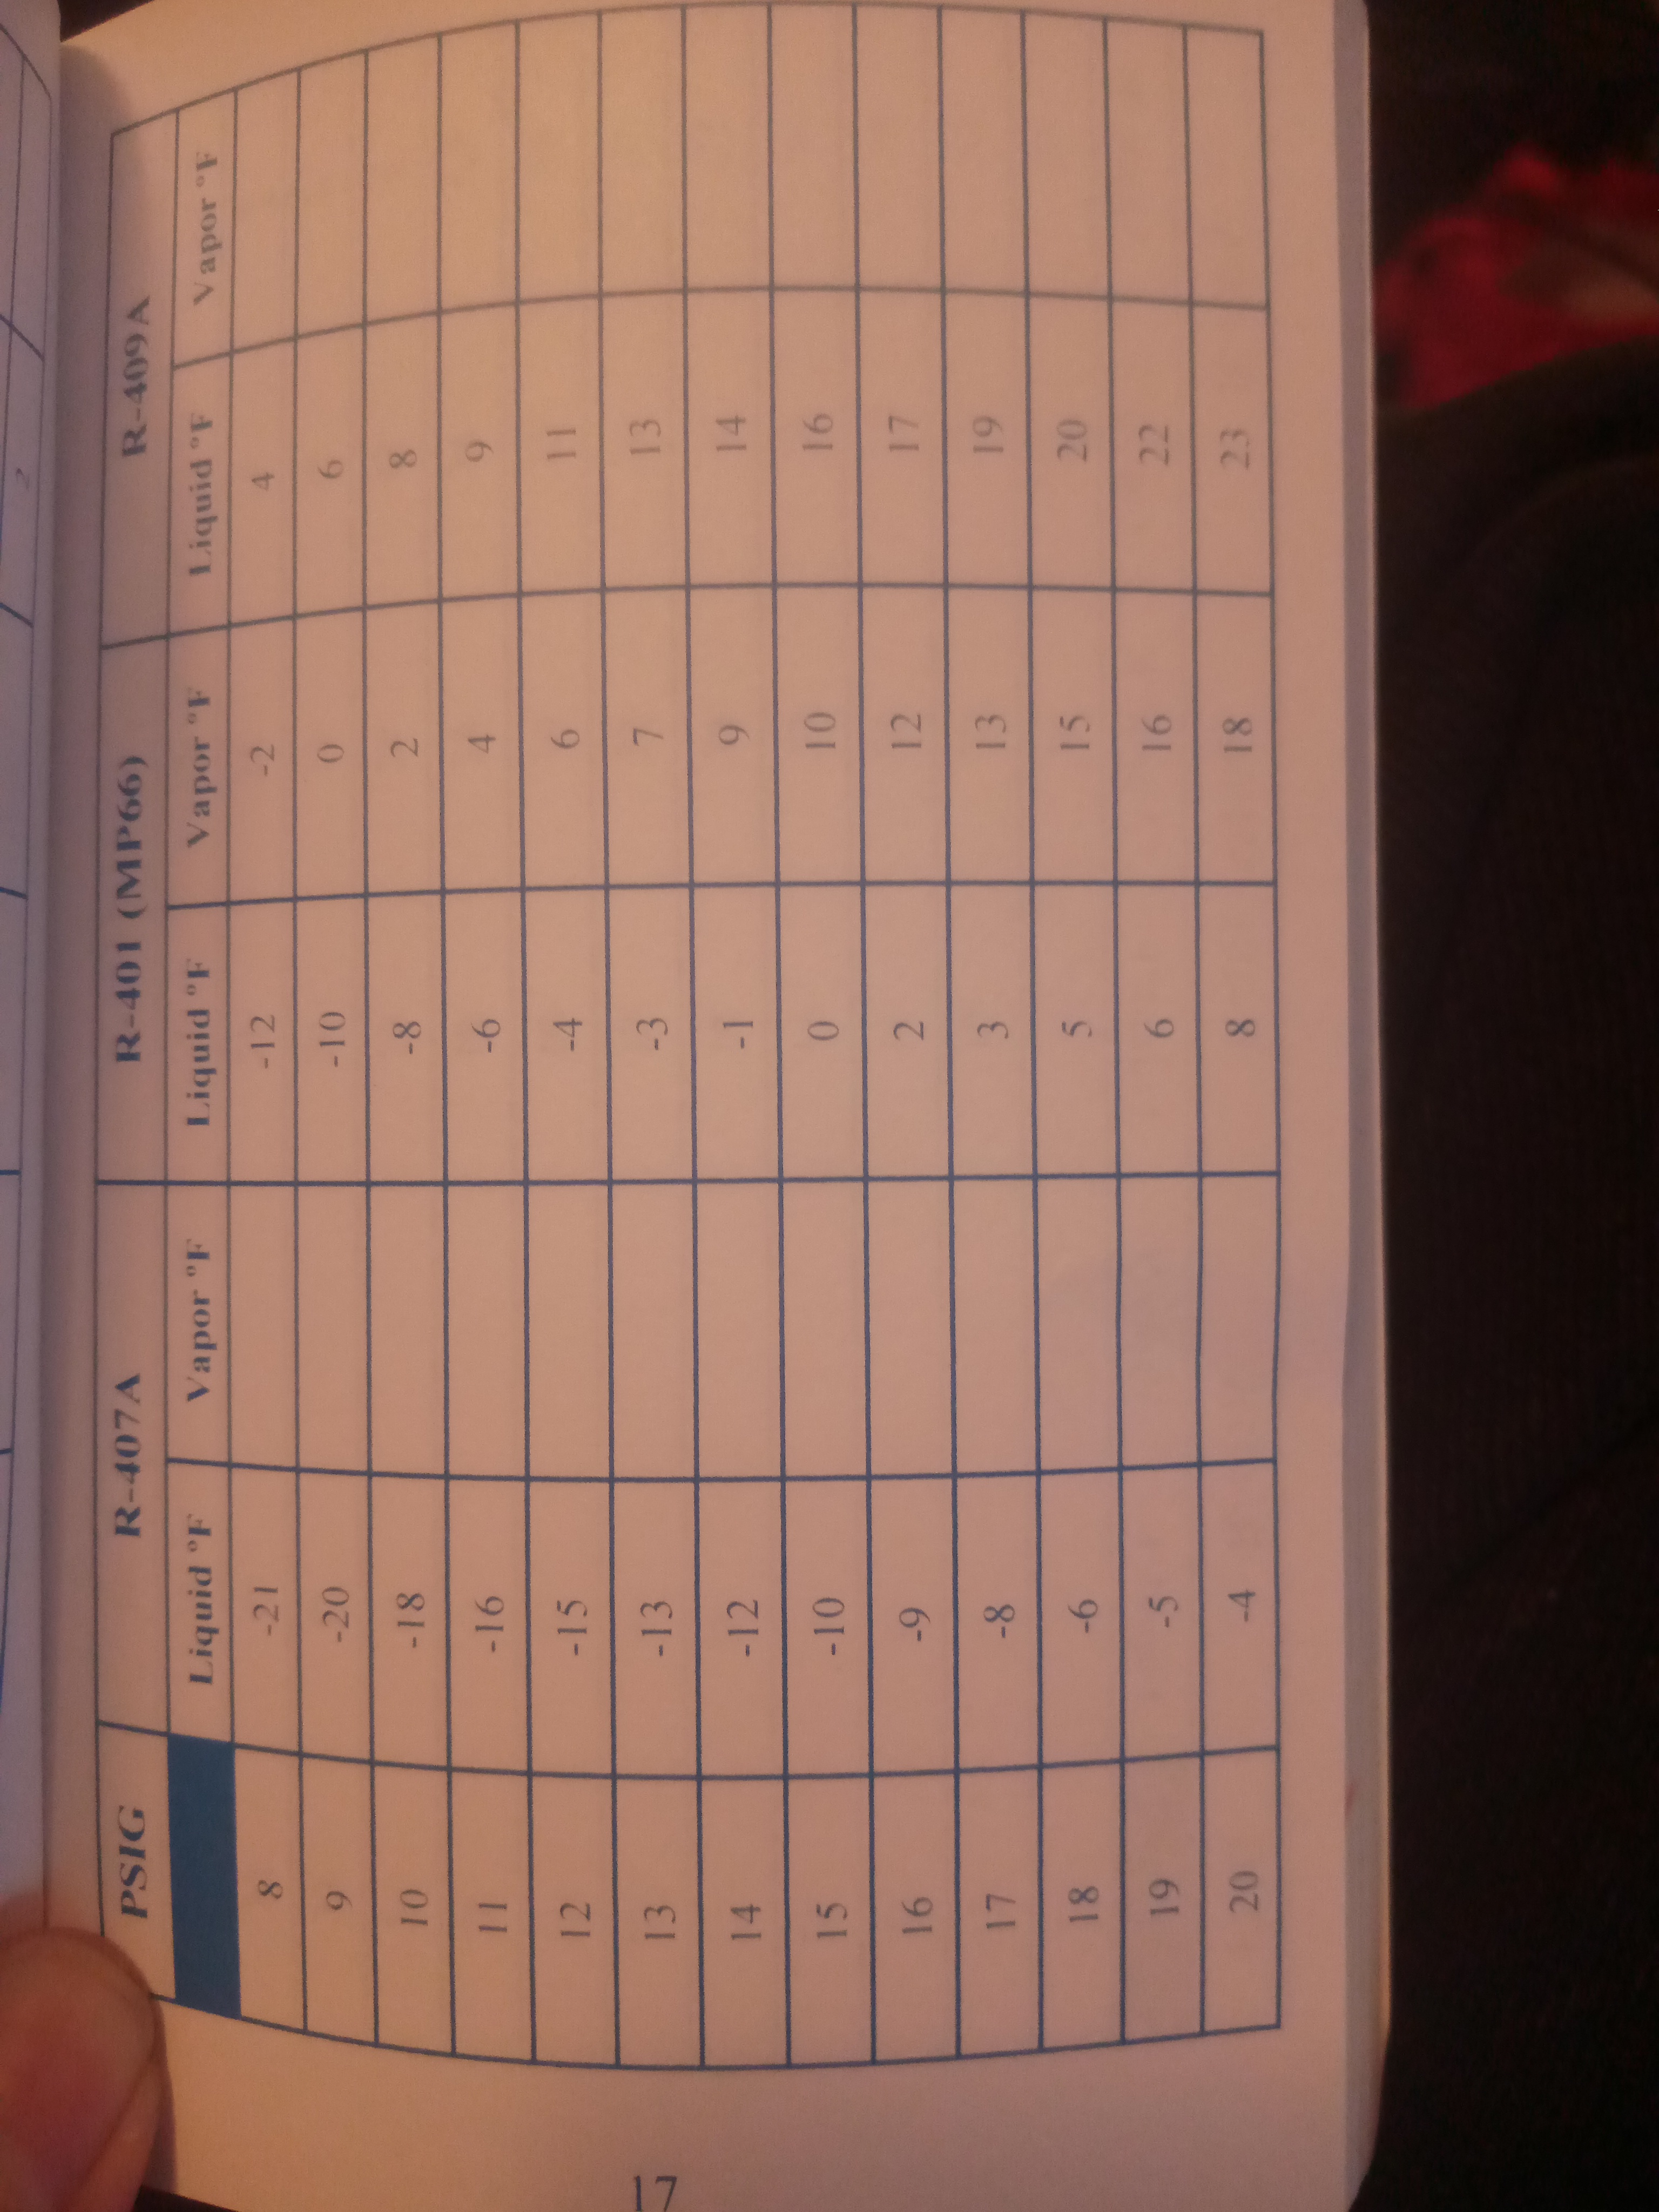 PSIG R-407A R-401 (MP66) R-409A
Liquid °F Vapor °F Liquid °F Vapor °F Liquid °F Vapor °F
8 -21 -12 -2 4
9 -20 -10 0 6
10 -18 -8 2 8
11 -16 -6 4 9
12 -15 -4 6 11
13 -13 -3 7 13
14 -12 -1 9 14
15 -10 0 10 16
16 -9 2 12 17
17 -8 3 13 19
18 -6 5 15 20
19 -5 6 16 22
20 -4 8 18 23
17